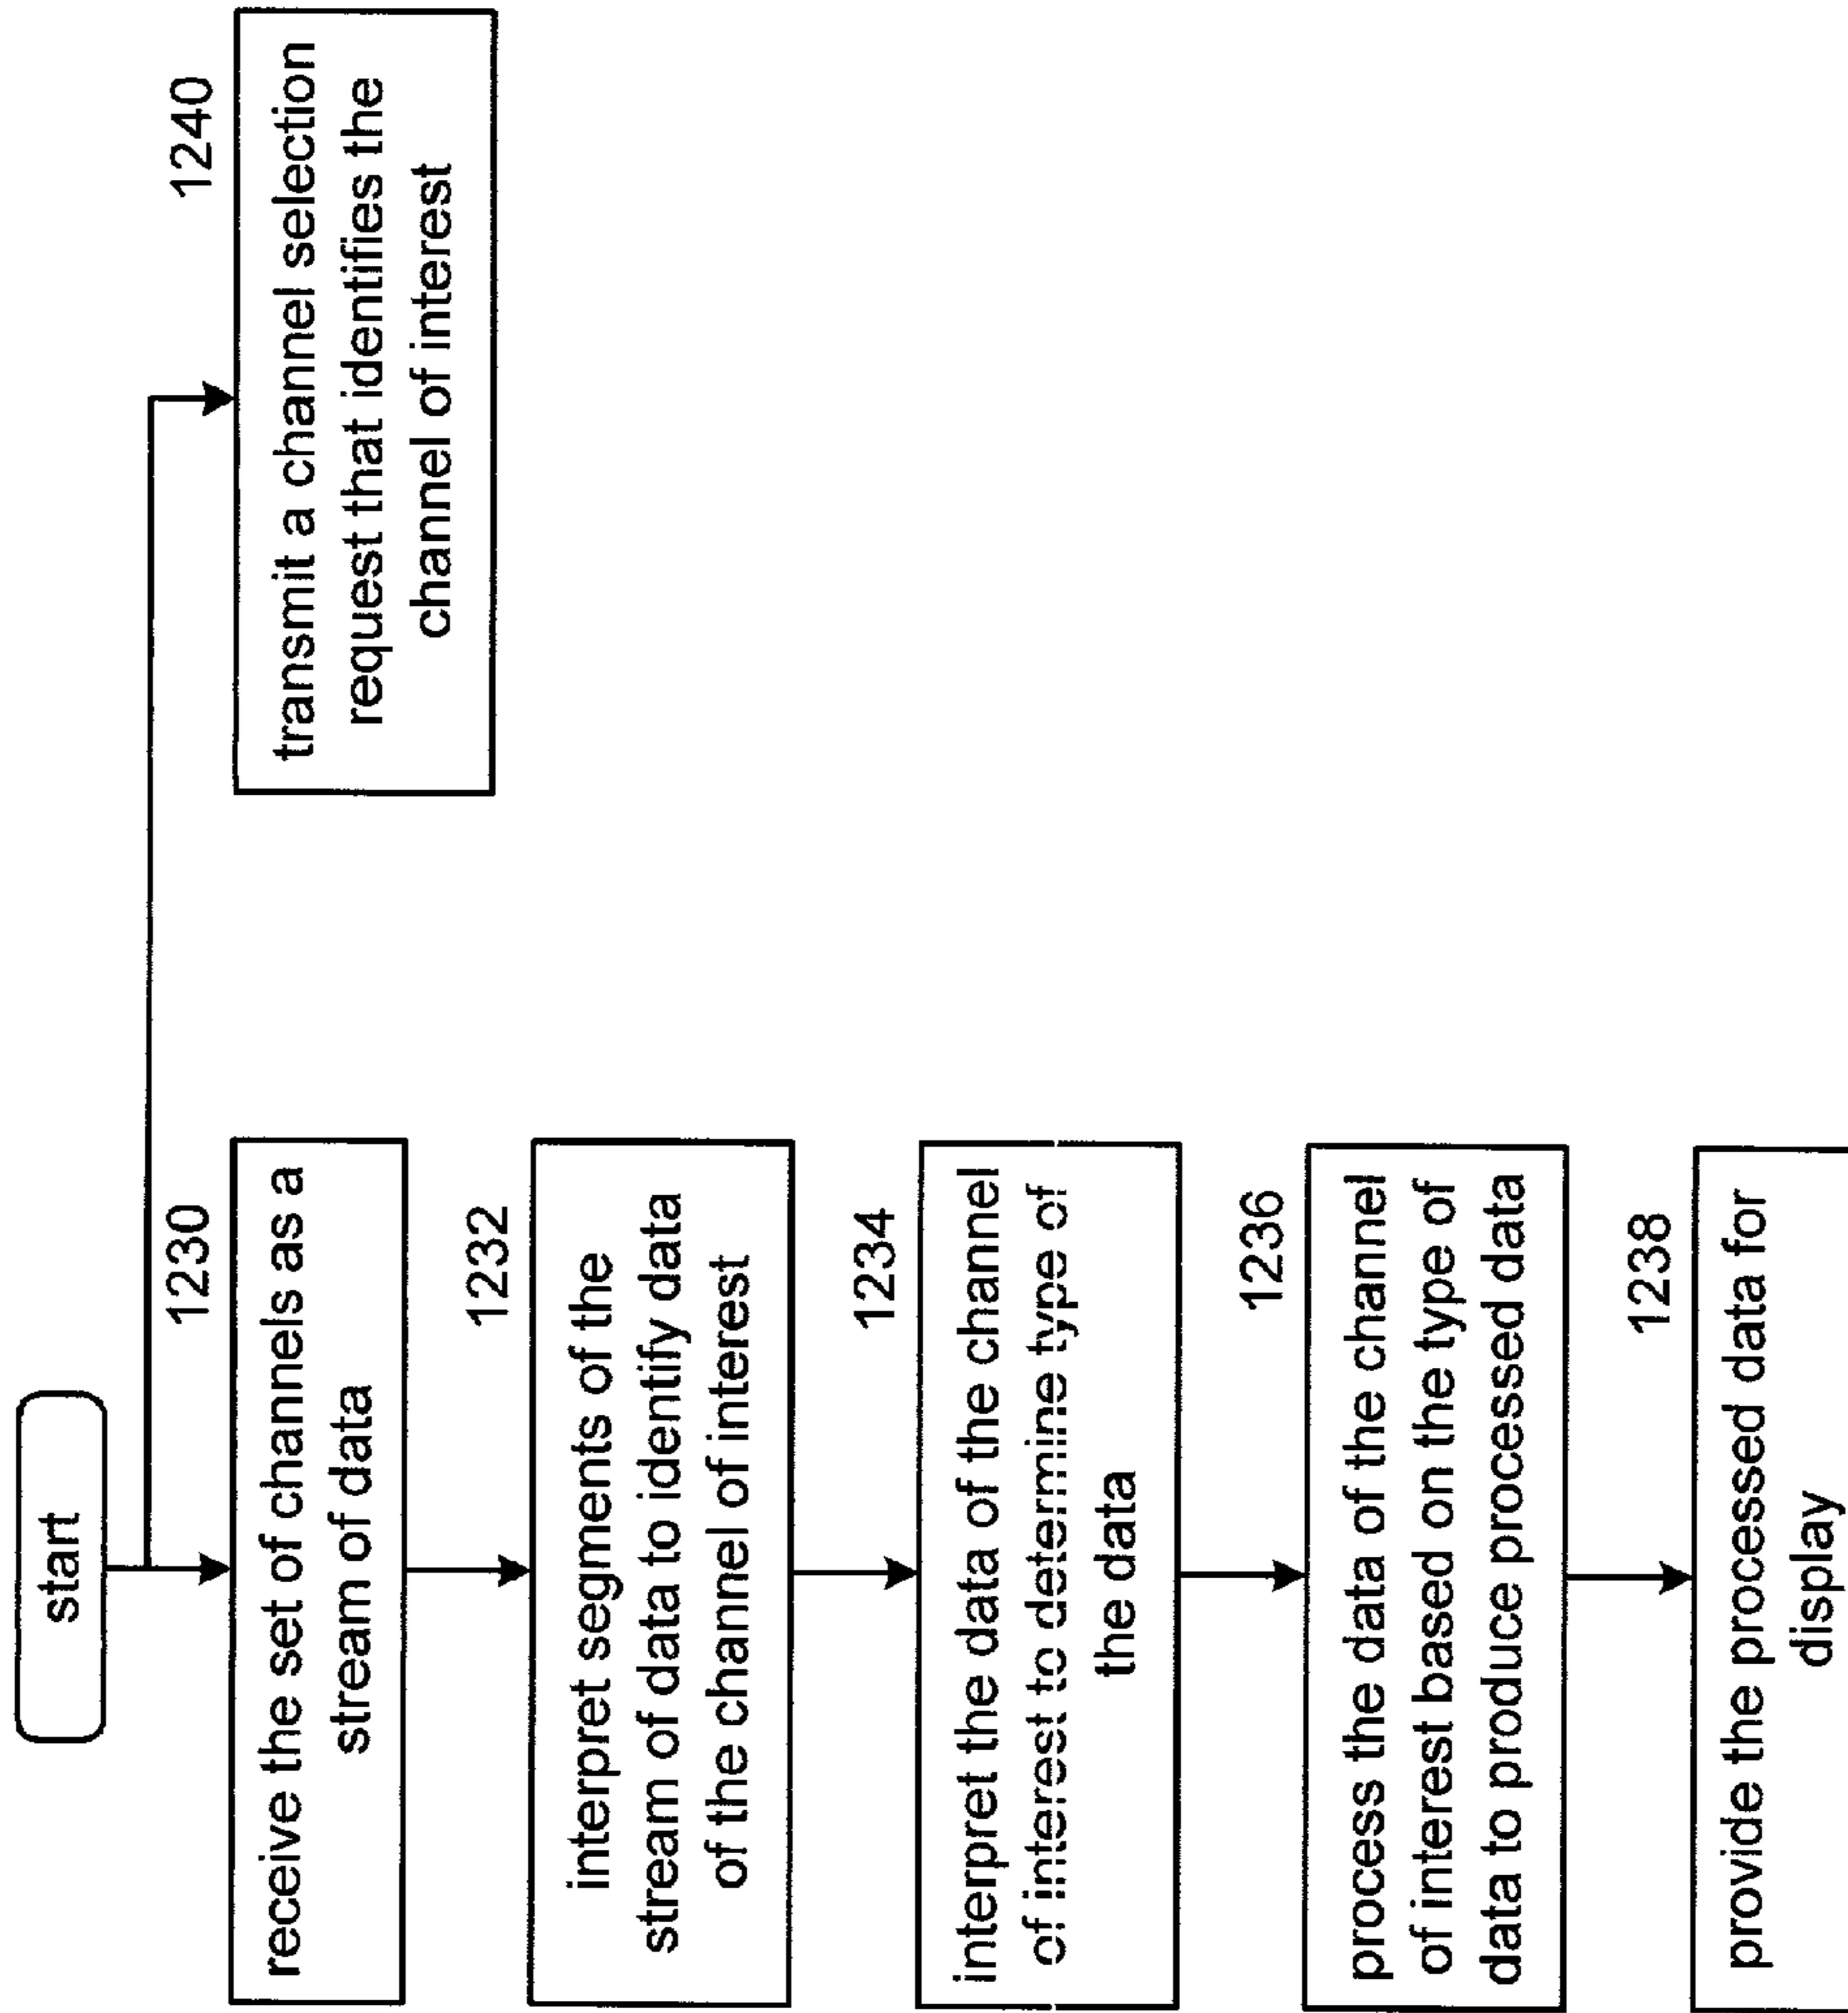 start
1230
receive the set of channels as a
stream of data
1232
interpret segments of the
stream of data to identify data
of the channel of interest
1234
interpret the data of the channel
of interest to determine type of
the data
1236
process the data of the channel
of interest based on the type of
data to produce processed data
1238
provide the processed data for
display
1240
transmit a channel selection
request that identifies the
channel of interest